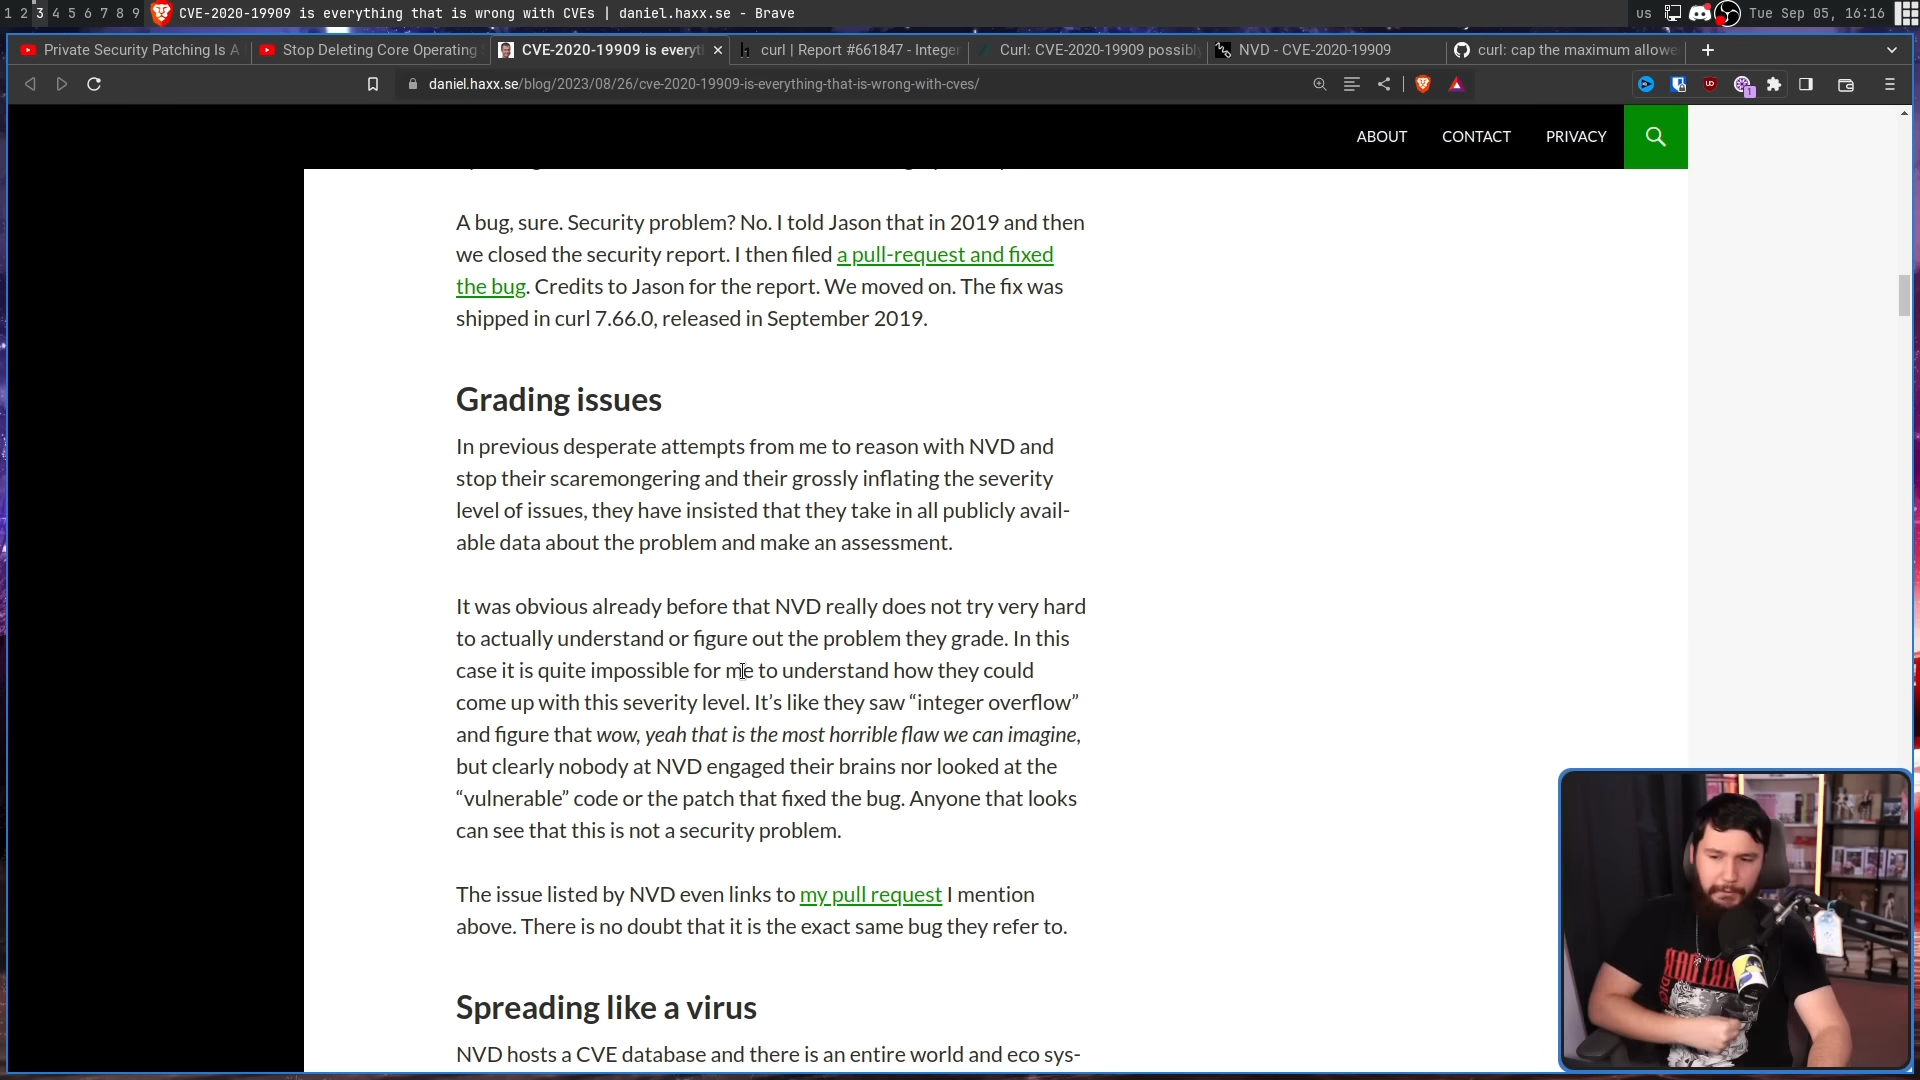 1 2 3 4 5 6 7 8 9 CVE-2020-19909 is everything that is wrong with CVEs | daniel.haxx.se - Brave us Tue Sep 05, 16:16
Private Security Patching Is A Stop Deleting Core Operating CVE-2020-19909 is everyt curl | Report #661847 - Integer Curl: CVE-2020-19909 possibl NVD - CVE-2020-19909 curl: cap the maximum allowe
daniel.haxx.se/blog/2023/08/26/cve-2020-19909-is-everything-that-is-wrong-with-cves/
ABOUT CONTACT PRIVACY
A bug, sure. Security problem? No. I told Jason that in 2019 and then
we closed the security report. I then filed a pull-request and fixed
the bug. Credits to Jason for the report. We moved on. The fix was
shipped in curl 7.66.0, released in September 2019.
Grading issues
In previous desperate attempts from me to reason with NVD and
stop their scaremongering and their grossly inflating the severity
level of issues, they have insisted that they take in all publicly avail-
able data about the problem and make an assessment.
It was obvious already before that NVD really does not try very hard
to actually understand or figure out the problem they grade. In this
case it is quite impossible for me to understand how they could
come up with this severity level. It’s like they saw “integer overflow”
and figure that wow, yeah that is the most horrible flaw we can imagine,
but clearly nobody at NVD engaged their brains nor looked at the
“vulnerable” code or the patch that fixed the bug. Anyone that looks
can see that this is not a security problem.
The issue listed by NVD even links to my pull request I mention
above. There is no doubt that it is the exact same bug they refer to.
Spreading like a virus
NVD hosts a CVE database and there is an entire world and eco sys-